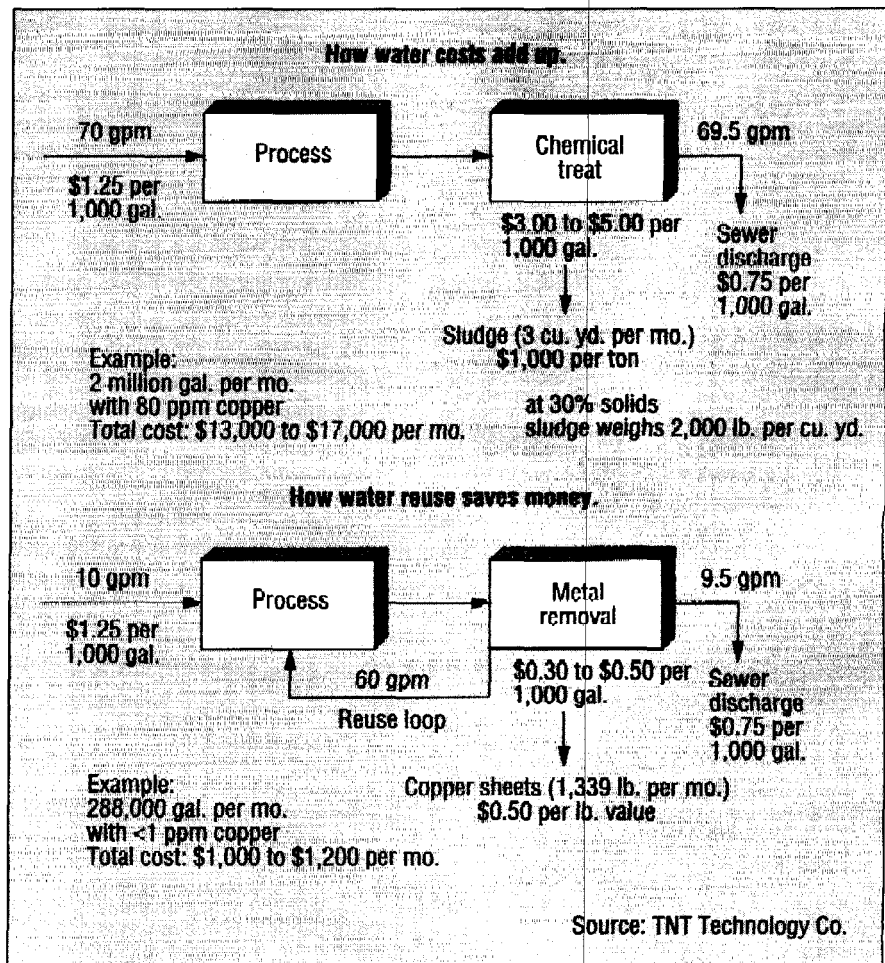 How water costs add up.
70 gpm
$1.25 per
1,000 gal.
Process
Chemical
treat
69.5 gpm
$3.00 to $5.00 per
1,000 gal.
Sewer
discharge
$0.75 per
1,000 gal.
Sludge (3 cu. yd. per mo.)
$1,000 per ton
Example:
2 million gal. per mo.
with 80 ppm copper
Total cost: $13,000 to $17,000 per mo.
at 30% solids
sludge weighs 2,000 lb. per cu. yd.
How water reuse saves money.
10 gpm
$1.25 per
1,000 gal.
Process
Metal
removal
9.5 gpm
60 gpm
Reuse loop
$0.30 to $0.50 per
1,000 gal.
Sewer
discharge
$0.75 per
1,000 gal.
Copper sheets (1,339 lb. per mo.)
$0.50 per lb. value
Example:
288,000 gal. per mo.
with <1 ppm copper
Total cost: $1,000 to $1,200 per mo.
Source: TNT Technology Co.